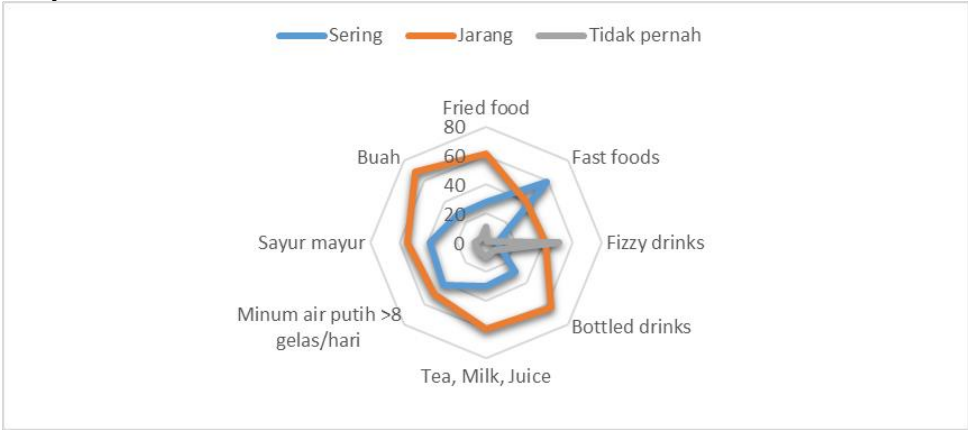 Sering Jarang Tidak pernah
Fried food
80
60
40
20
0
Fast foods
Fizzy drinks
Bottled drinks
Tea, Milk, Juice
Minum air putih >8
gelas/hari
Sayur mayur
Buah